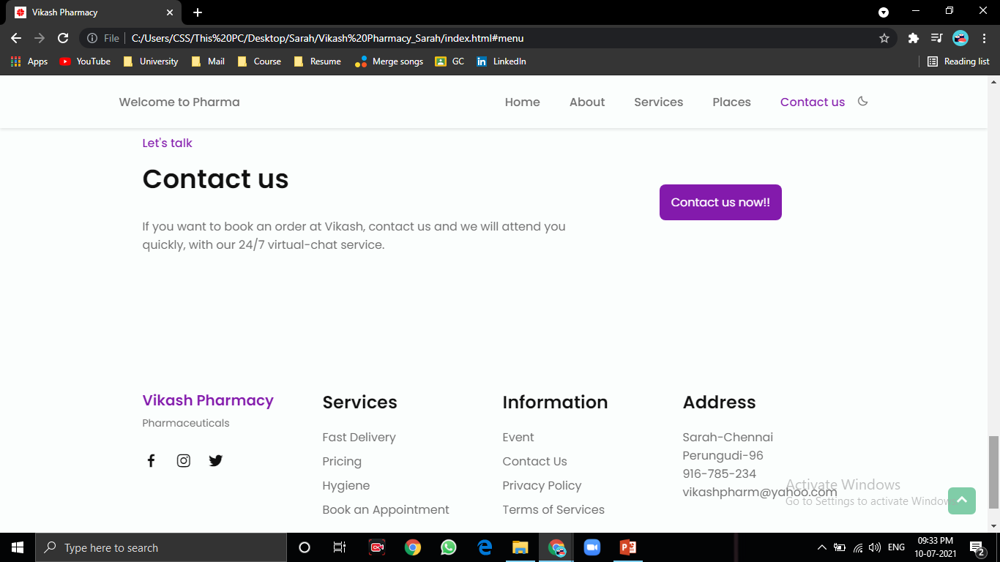 Vikash Pharmacy
File C:/Users/CSS/This%20PC/Desktop/Sarah/Vikash%20Pharmacy_Sarah/index.html#menu
Apps YouTube University Mail Course Resume Merge songs GC LinkedIn Reading list
Welcome to Pharma Home About Services Places Contact us
Let's talk
Contact us
Contact us now!!
If you want to book an order at Vikash, contact us and we will attend you
quickly, with our 24/7 virtual-chat service.
Vikash Pharmacy
Pharmaceuticals
Services
Fast Delivery
Pricing
Hygiene
Book an Appointment
Information
Event
Contact Us
Privacy Policy
Terms of Services
Address
Sarah-Chennai
Perungudi-96
916-785-234
vikashpharm@yahoo.com
Activate Windows
Go to Settings to activate Windows
Type here to search
ENG
09:33 PM
10-07-2021
2